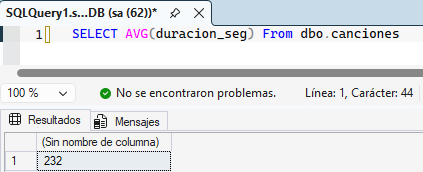 SQLQuery1.s...DB (sa (62))*
1 SELECT AVG(duracion_seg) From dbo.canciones
100 % No se encontraron problemas. Línea: 1, Carácter: 44
Resultados Mensajes
(Sin nombre de columna)
1 232